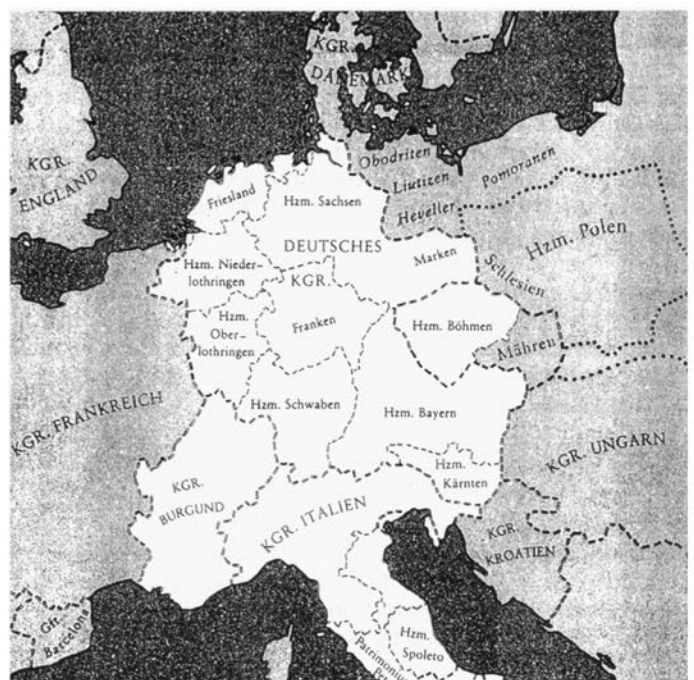 KGR.
DÄNEMARK
KGR.
ENGLAND
Obodriten
Liutizen
Heveller
Pomoranen
Friesland
Hzm. Sachsen
Hzm. Polen
DEUTSCHES
KGR.
Marken
Schlesien
Hzm. Nieder-
lothringen
Hzm.
Ober-
lothringen
Franken
Hzm. Böhmen
Mähren
KGR. FRANKREICH
Hzm. Schwaben
Hzm. Bayern
KGR. UNGARN
Hzm.
Kärnten
KGR.
BURGUND
KGR. ITALIEN
KGR.
KROATIEN
Gft.
Barcelona
Hzm.
Spoleto